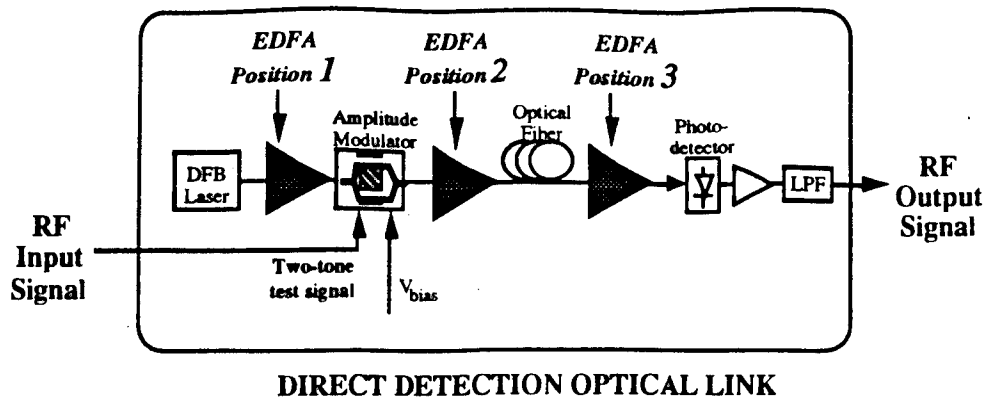 EDFA
Position 1
EDFA
Position 2
EDFA
Position 3
Amplitude
Modulator
Optical
Fiber
Photo-
detector
DFB
Laser
LPF
RF
Input
Signal
RF
Output
Signal
Two-tone
test signal
Vbias
DIRECT DETECTION OPTICAL LINK